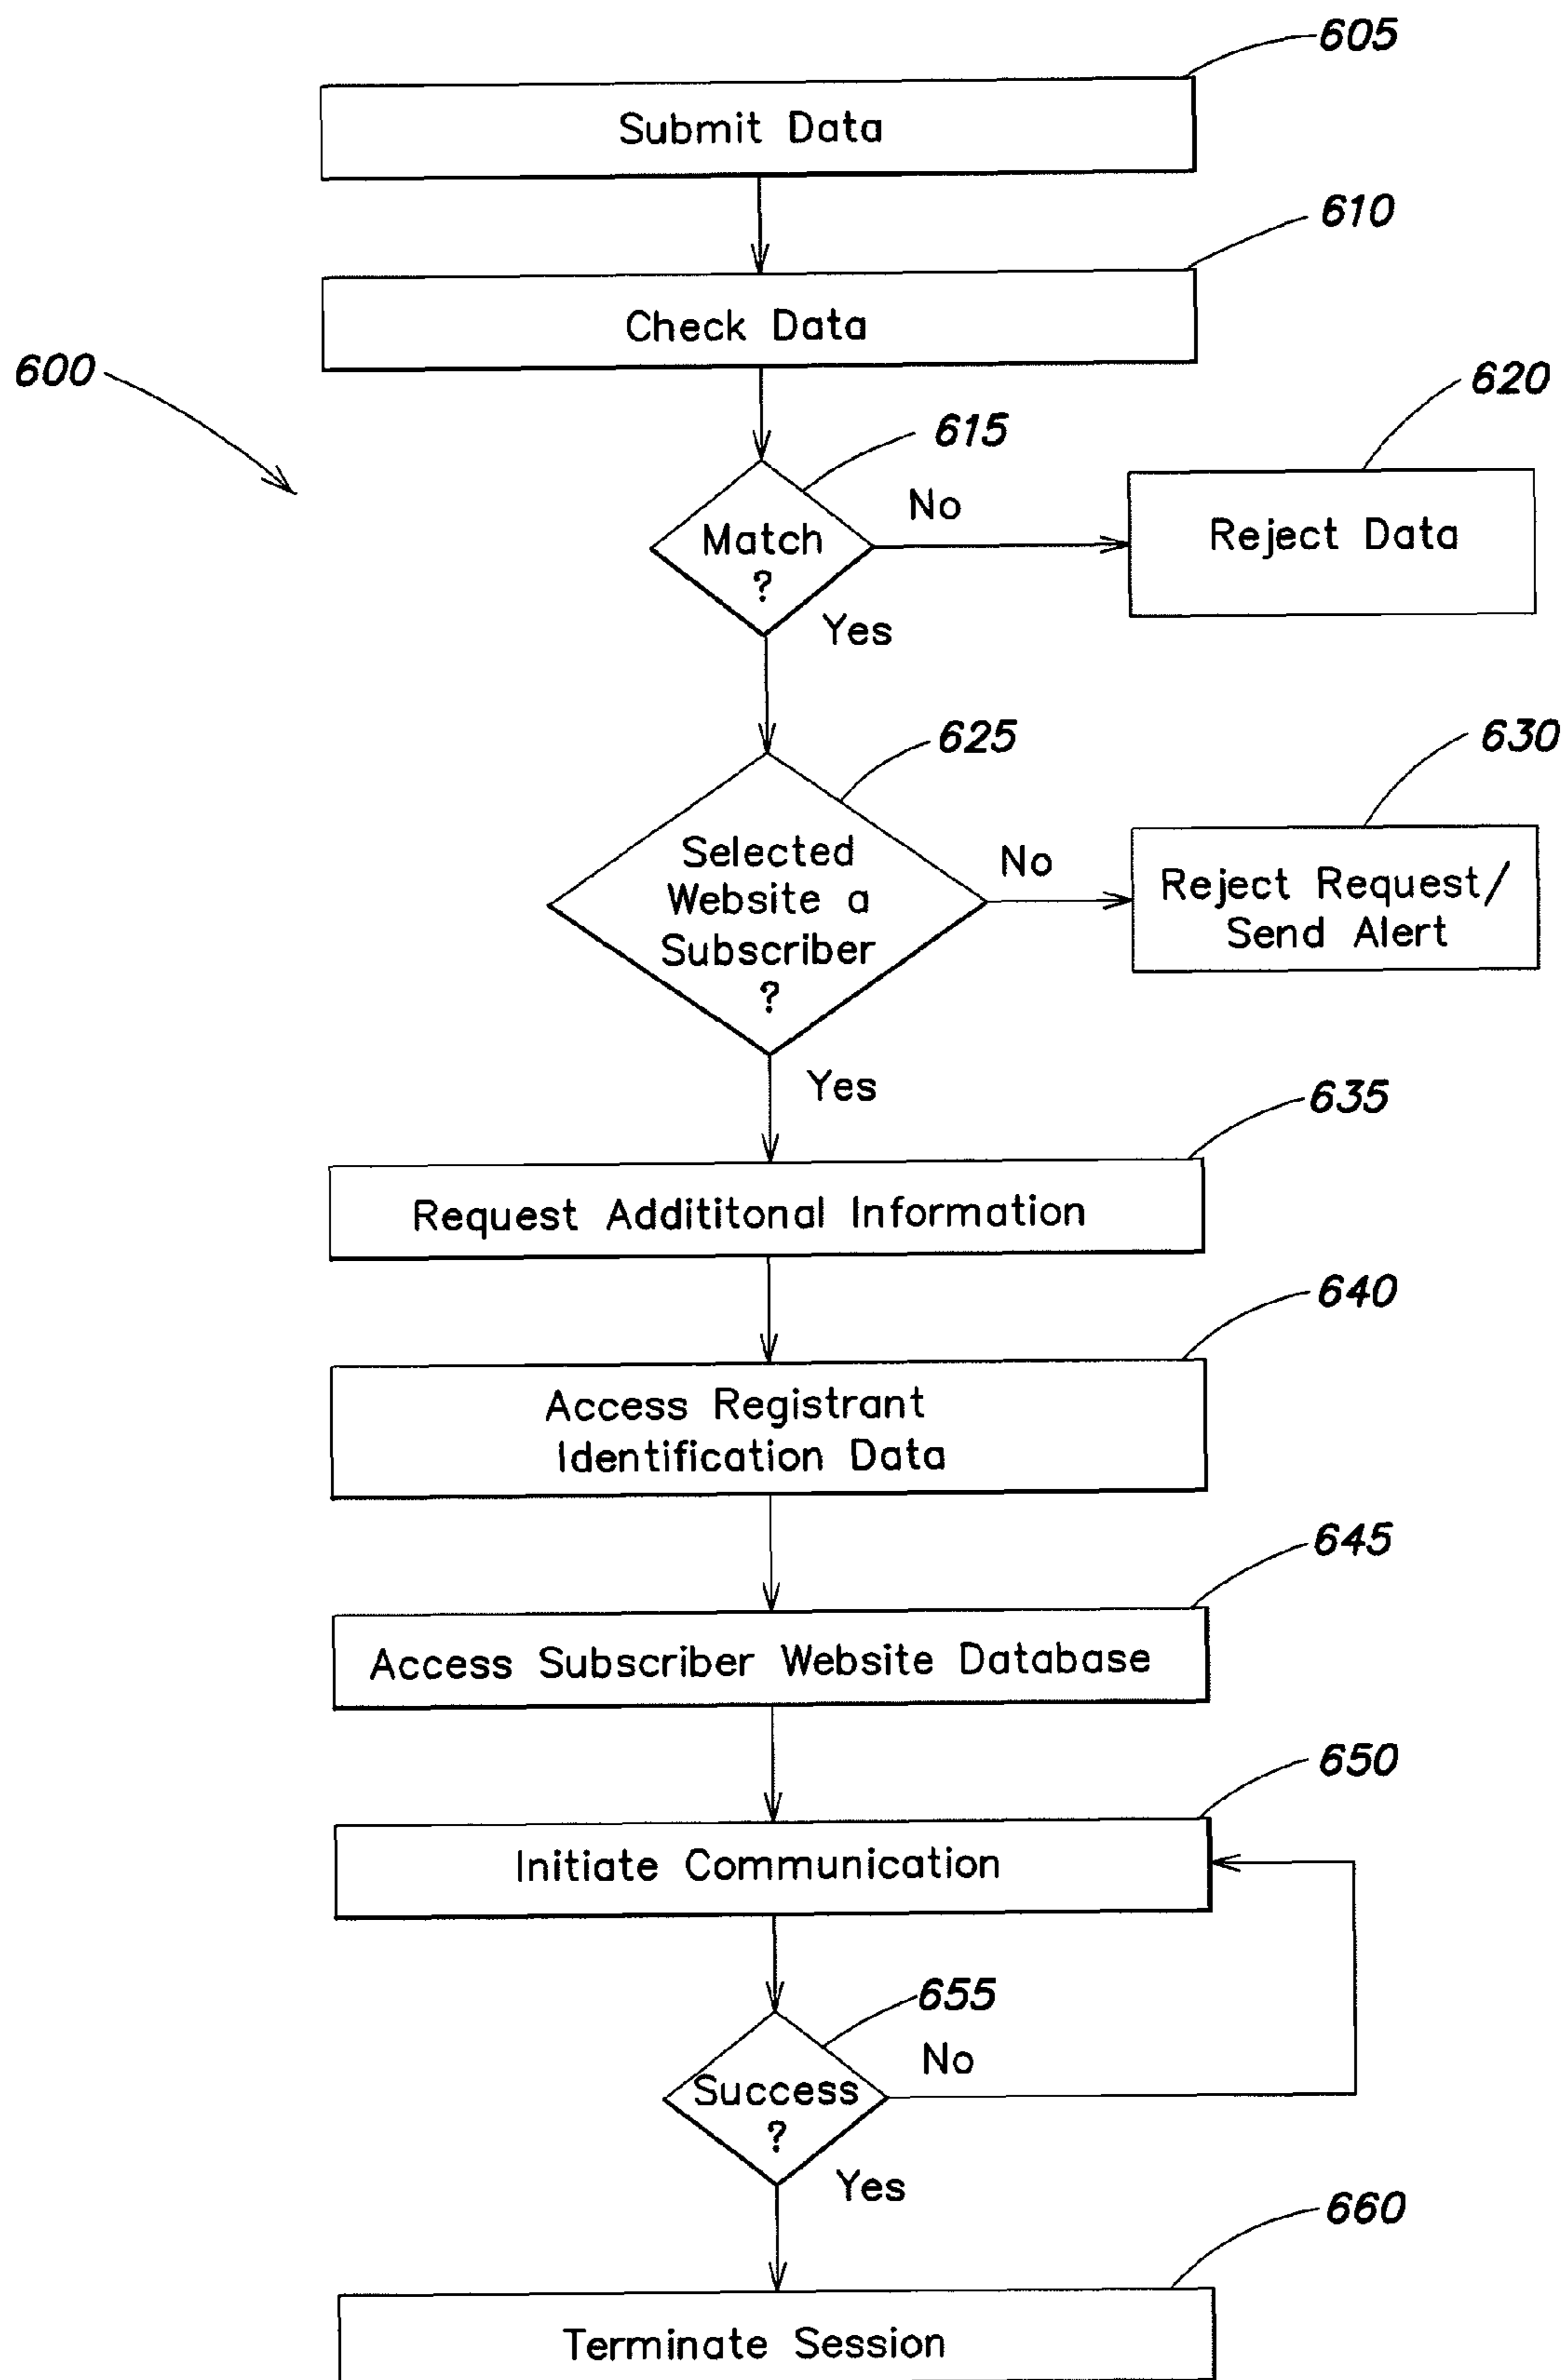 605
Submit Data
610
Check Data
600
615
620
No
Match
?
Reject Data
Yes
625
630
Selected
Website a
Subscriber
?
No
Reject Request/
Send Alert
Yes
635
Request Addititonal Information
640
Access Registrant
Identification Data
645
Access Subscriber Website Database
650
Initiate Communication
655
No
Success
?
Yes
660
Terminate Session